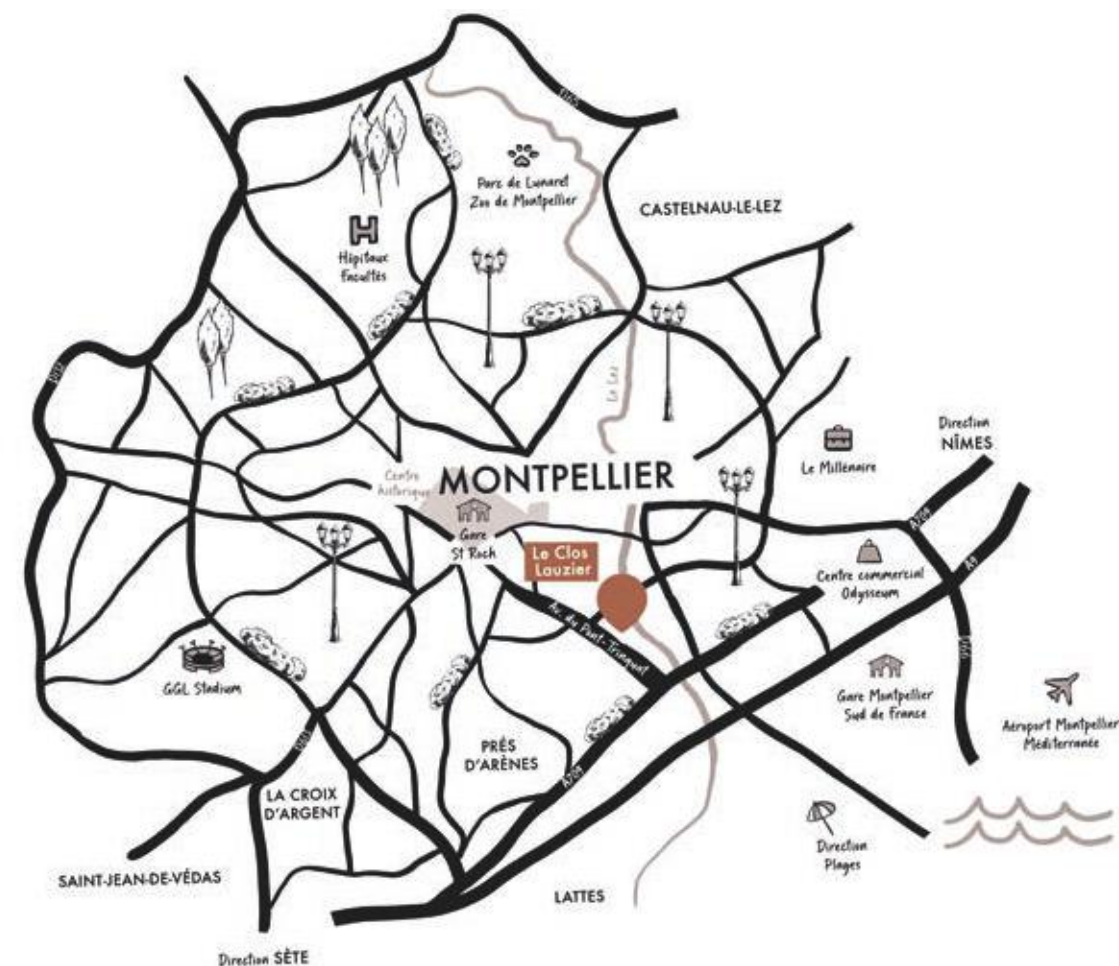 D65
Parc de Lunaret
Zoo de Montpellier
CASTELNAU-LE-LEZ
Hôpitaux
Facultés
Le Lez
Direction
NÎMES
Le Millénaire
Centre
historique
MONTPELLIER
Gare
St Roch
A709
Le Clos
Lauzier
Centre commercial
Odysseum
A9
Av. du Pont-Trinquat
D66
GGL Stadium
Gare Montpellier
Sud de France
Aéroport Montpellier
Méditerranée
PRÉS
D'ARÈNES
A709
LA CROIX
D'ARGENT
Direction
Plages
SAINT-JEAN-DE-VÉDAS
LATTES
Direction SÈTE